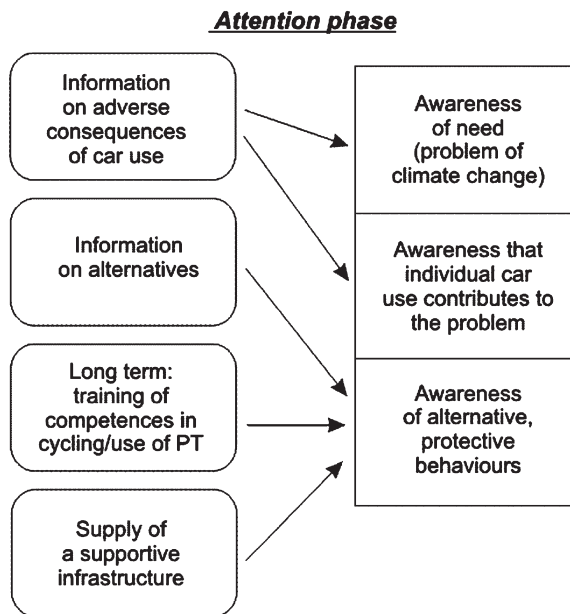 Attention phase
Information
on adverse
consequences
of car use
Information
on alternatives
Long term:
training of
competences in
cycling/use of PT
Supply of
a supportive
infrastructure
Awareness
of need
(problem of
climate change)
Awareness that
individual car
use contributes to
the problem
Awareness
of alternative,
protective
behaviours